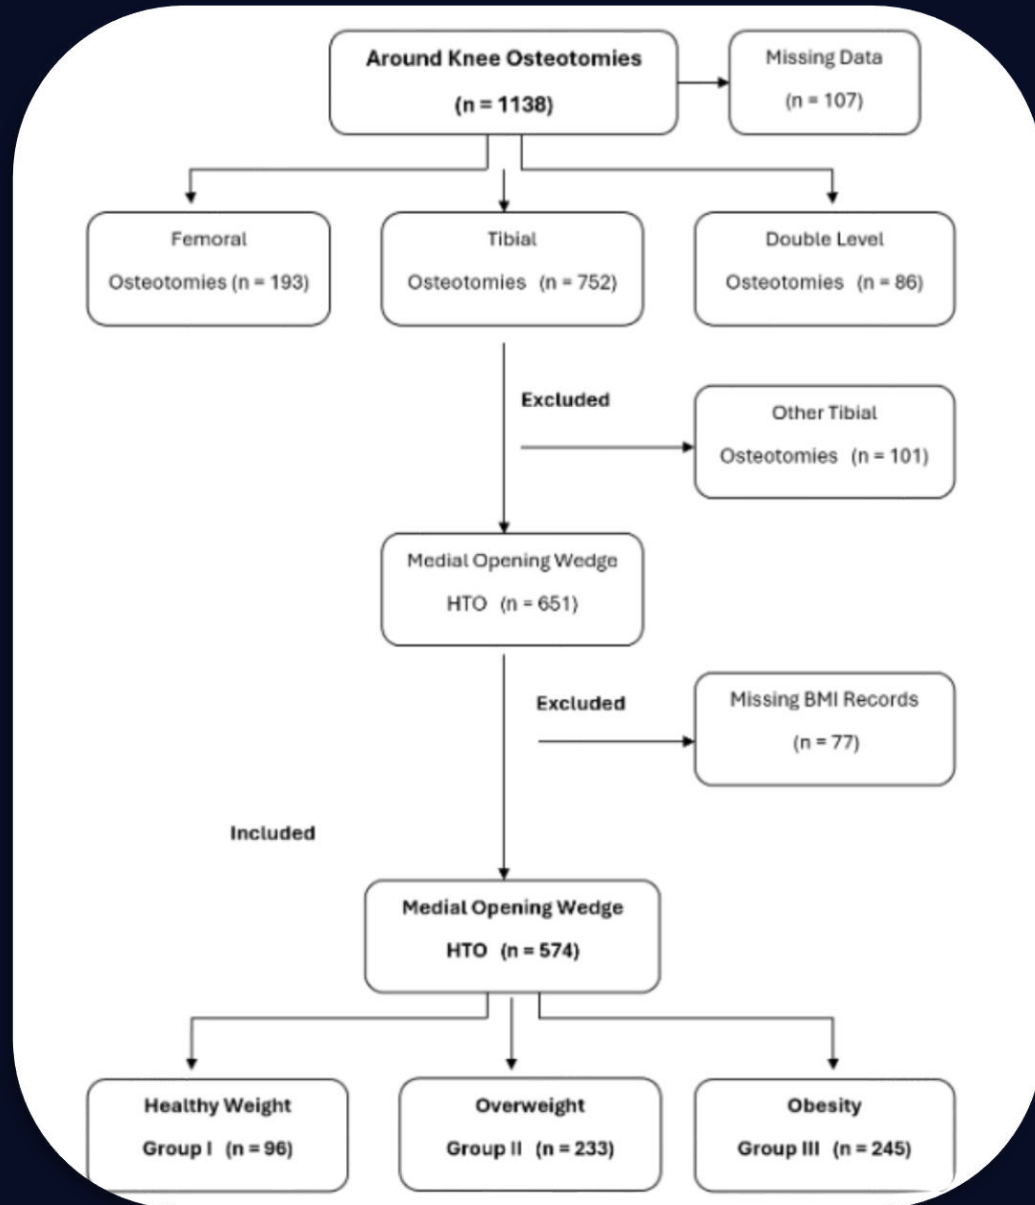 Around Knee Osteotomies
(n = 1138)
Missing Data
(n = 107)
Femoral
Osteotomies (n = 193)
Tibial
Osteotomies (n = 752)
Double Level
Osteotomies (n = 86)
Excluded
Other Tibial
Osteotomies (n = 101)
Medial Opening Wedge
HTO (n = 651)
Excluded
Missing BMI Records
(n = 77)
Included
Medial Opening Wedge
HTO (n = 574)
Healthy Weight
Group I (n = 96)
Overweight
Group II (n = 233)
Obesity
Group III (n = 245)